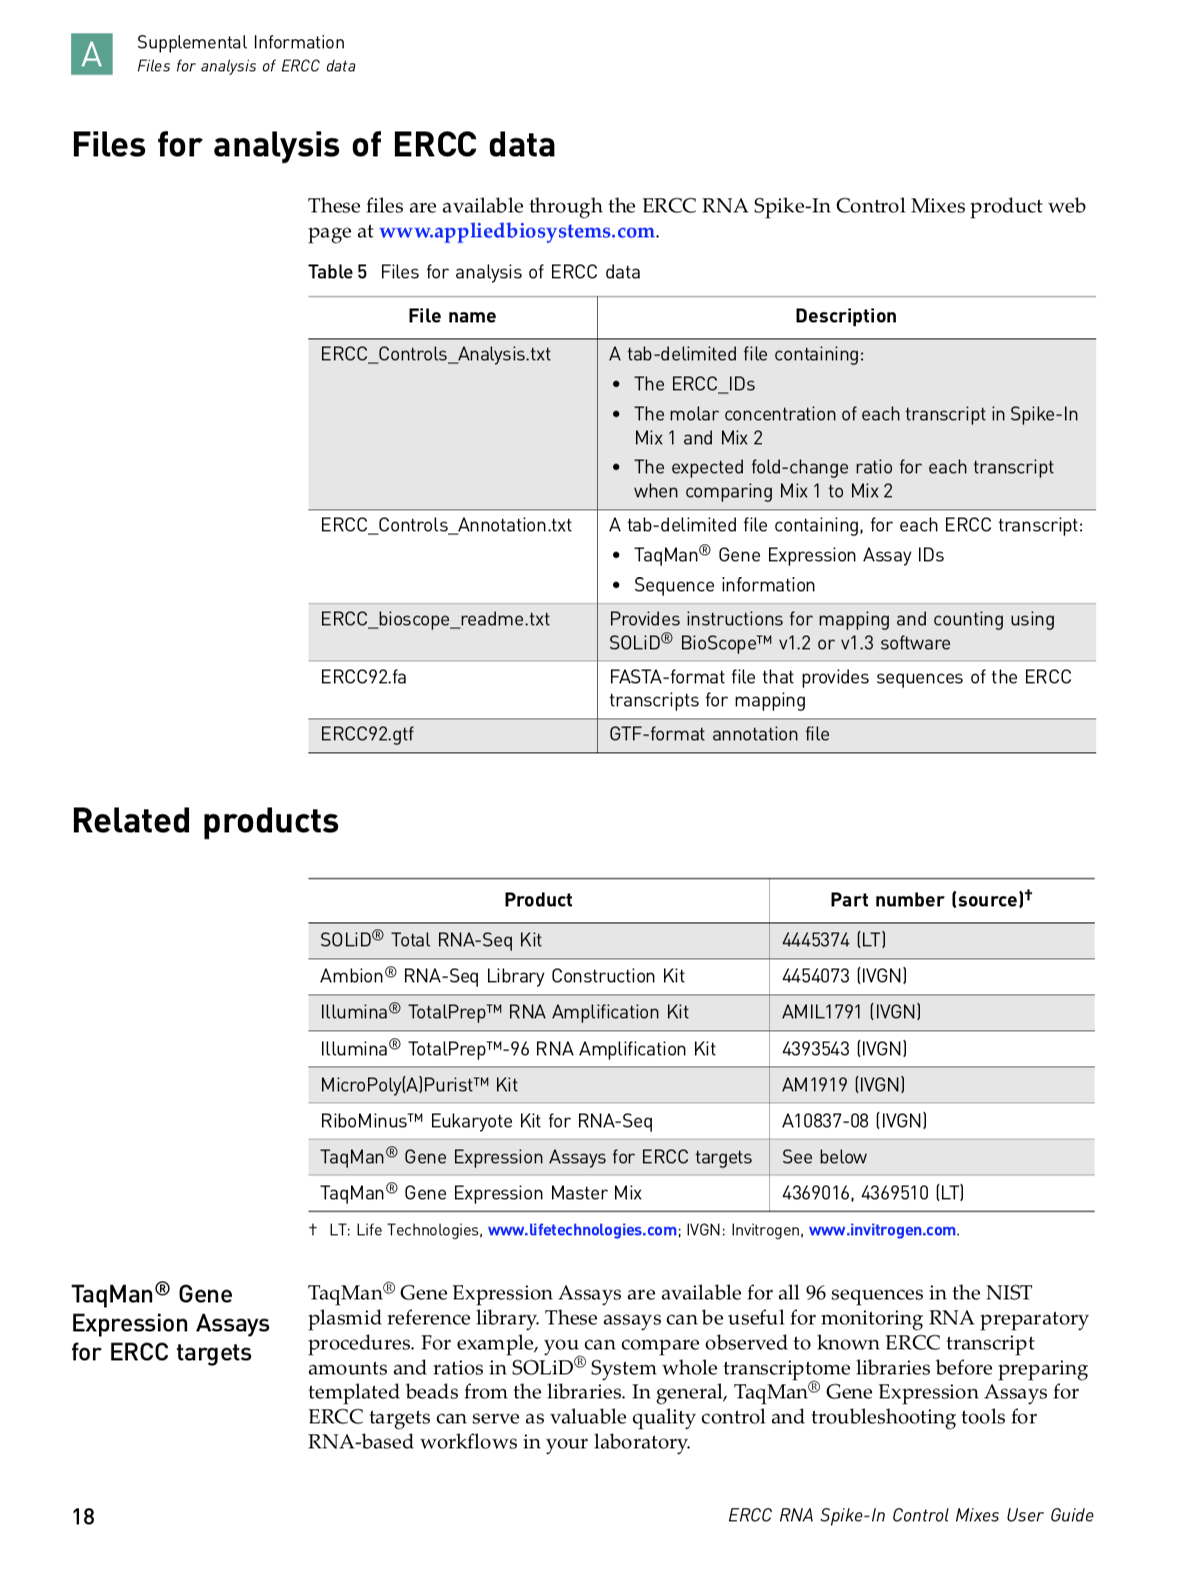 A
Supplemental Information
Files for analysis of ERCC data
Files for analysis of ERCC data
These files are available through the ERCC RNA Spike-In Control Mixes product web
page at www.appliedbiosystems.com.
Table 5 Files for analysis of ERCC data
File name Description
ERCC_Controls_Analysis.txt A tab-delimited file containing:
• The ERCC_IDs
• The molar concentration of each transcript in Spike-In
Mix 1 and Mix 2
• The expected fold-change ratio for each transcript
when comparing Mix 1 to Mix 2
ERCC_Controls_Annotation.txt A tab-delimited file containing, for each ERCC transcript:
• TaqMan® Gene Expression Assay IDs
• Sequence information
ERCC_bioscope_readme.txt Provides instructions for mapping and counting using
SOLiD® BioScope™ v1.2 or v1.3 software
ERCC92.fa FASTA-format file that provides sequences of the ERCC
transcripts for mapping
ERCC92.gtf GTF-format annotation file
Related products
Product Part number (source)†
SOLiD® Total RNA-Seq Kit 4445374 (LT)
Ambion® RNA-Seq Library Construction Kit 4454073 (IVGN)
Illumina® TotalPrep™ RNA Amplification Kit AMIL1791 (IVGN)
Illumina® TotalPrep™-96 RNA Amplification Kit 4393543 (IVGN)
MicroPoly(A)Purist™ Kit AM1919 (IVGN)
RiboMinus™ Eukaryote Kit for RNA-Seq A10837-08 (IVGN)
TaqMan® Gene Expression Assays for ERCC targets See below
TaqMan® Gene Expression Master Mix 4369016, 4369510 (LT)
† LT: Life Technologies, www.lifetechnologies.com; IVGN: Invitrogen, www.invitrogen.com.
TaqMan® Gene
Expression Assays
for ERCC targets
TaqMan® Gene Expression Assays are available for all 96 sequences in the NIST
plasmid reference library. These assays can be useful for monitoring RNA preparatory
procedures. For example, you can compare observed to known ERCC transcript
amounts and ratios in SOLiD® System whole transcriptome libraries before preparing
templated beads from the libraries. In general, TaqMan® Gene Expression Assays for
ERCC targets can serve as valuable quality control and troubleshooting tools for
RNA-based workflows in your laboratory.
18
ERCC RNA Spike-In Control Mixes User Guide